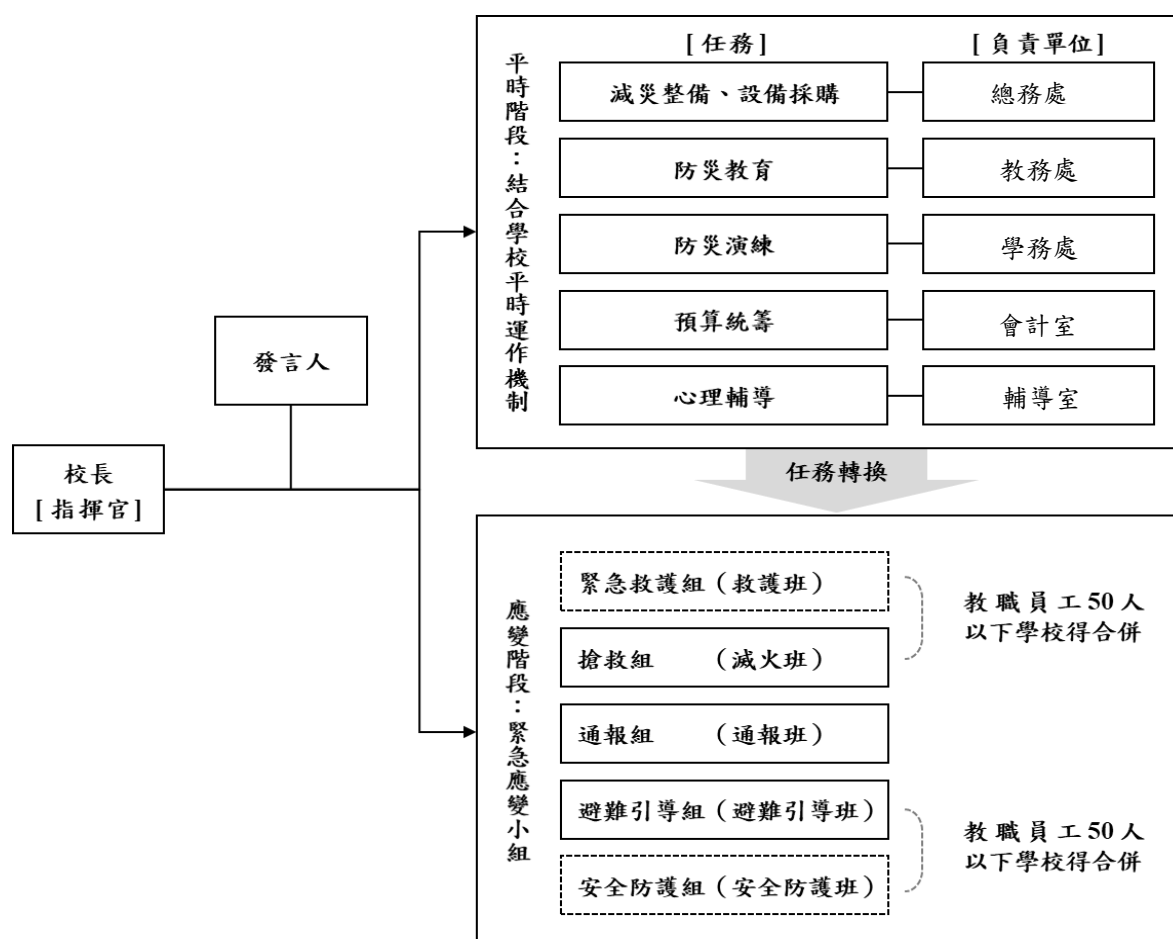 校長
[指揮官]
發言人
平時階段：結合學校平時運作機制
[任務]
[負責單位]
減災整備、設備採購
總務處
防災教育
教務處
防災演練
學務處
預算統籌
會計室
心理輔導
輔導室
任務轉換
應變階段：緊急應變小組
緊急救護組（救護班）
搶救組　　（滅火班）
教職員工50人
以下學校得合併
通報組　　（通報班）
避難引導組（避難引導班）
安全防護組（安全防護班）
教職員工50人
以下學校得合併